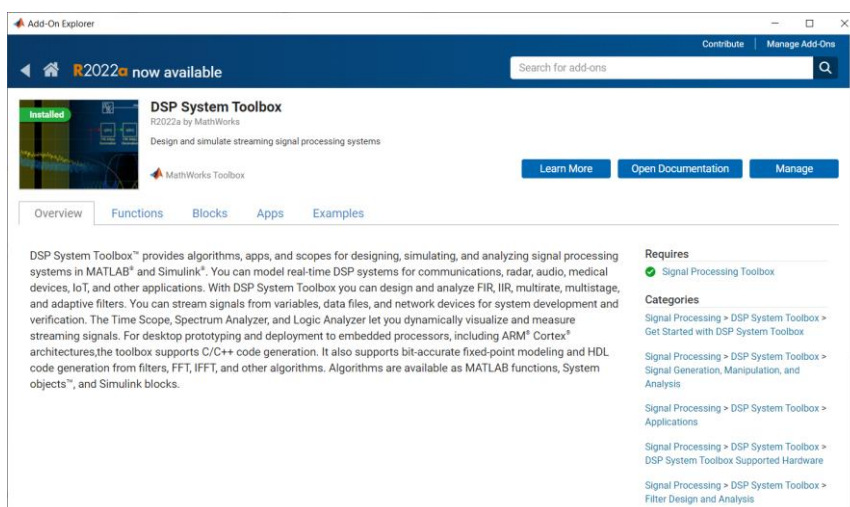 Add-On Explorer
Contribute | Manage Add-Ons
R2022a now available
Search for add-ons
Installed
DSP System Toolbox
R2022a by MathWorks
Design and simulate streaming signal processing systems
MathWorks Toolbox
Learn More
Open Documentation
Manage
Overview
Functions
Blocks
Apps
Examples
DSP System Toolbox™ provides algorithms, apps, and scopes for designing, simulating, and analyzing signal processing
systems in MATLAB® and Simulink®. You can model real-time DSP systems for communications, radar, audio, medical
devices, IoT, and other applications. With DSP System Toolbox you can design and analyze FIR, IIR, multirate, multistage,
and adaptive filters. You can stream signals from variables, data files, and network devices for system development and
verification. The Time Scope, Spectrum Analyzer, and Logic Analyzer let you dynamically visualize and measure
streaming signals. For desktop prototyping and deployment to embedded processors, including ARM® Cortex®
architectures,the toolbox supports C/C++ code generation. It also supports bit-accurate fixed-point modeling and HDL
code generation from filters, FFT, IFFT, and other algorithms. Algorithms are available as MATLAB functions, System
objects™, and Simulink blocks.
Requires
Signal Processing Toolbox
Categories
Signal Processing > DSP System Toolbox >
Get Started with DSP System Toolbox
Signal Processing > DSP System Toolbox >
Signal Generation, Manipulation, and
Analysis
Signal Processing > DSP System Toolbox >
Applications
Signal Processing > DSP System Toolbox >
DSP System Toolbox Supported Hardware
Signal Processing > DSP System Toolbox >
Filter Design and Analysis